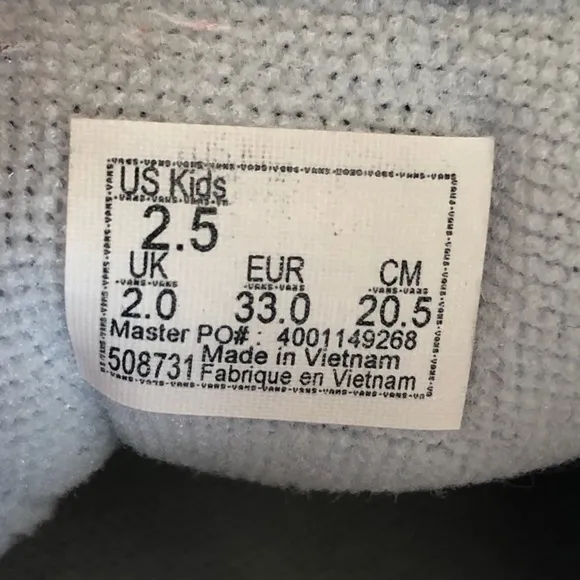 US Kids
2.5
UK EUR CM
2.0 33.0 20.5
Master PO# : 4001149268
508731 Made in Vietnam
Fabrique en Vietnam